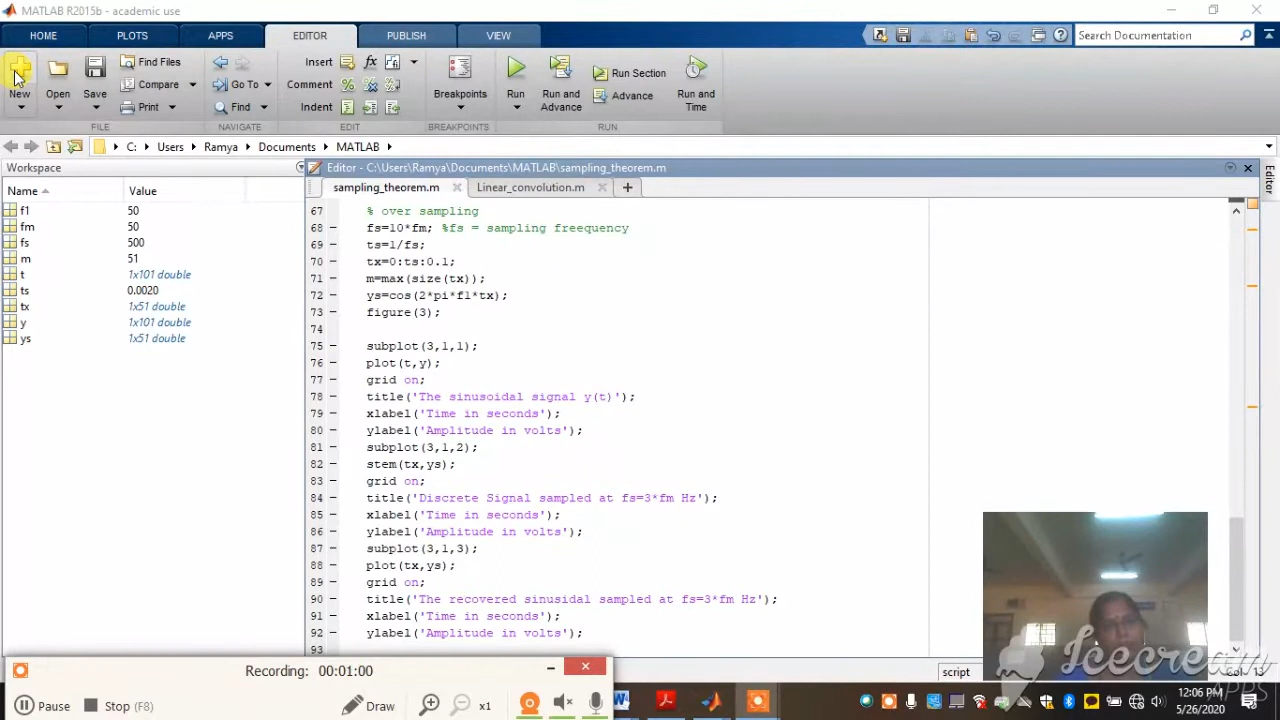 MATLAB R2015b - academic use
HOME PLOTS APPS EDITOR PUBLISH VIEW Search Documentation
New Open Save Find Files Compare Print
Go To Find
Insert Comment Indent
Breakpoints
Run Run and Advance Run Section Advance Run and Time
FILE NAVIGATE EDIT BREAKPOINTS RUN
C: Users Ramya Documents MATLAB
Workspace
Name Value
f1 50
fm 50
fs 500
m 51
t 1x101 double
ts 0.0020
tx 1x51 double
y 1x101 double
ys 1x51 double
Editor - C:\Users\Ramya\Documents\MATLAB\sampling_theorem.m
Editor
sampling_theorem.m Linear_convolution.m
67 % over sampling
68 fs=10*fm; %fs = sampling freequency
69 ts=1/fs;
70 tx=0:ts:0.1;
71 m=max(size(tx));
72 ys=cos(2*pi*f1*tx);
73 figure(3);
74
75 subplot(3,1,1);
76 plot(t,y);
77 grid on;
78 title('The sinusoidal signal y(t)');
79 xlabel('Time in seconds');
80 ylabel('Amplitude in volts');
81 subplot(3,1,2);
82 stem(tx,ys);
83 grid on;
84 title('Discrete Signal sampled at fs=3*fm Hz');
85 xlabel('Time in seconds');
86 ylabel('Amplitude in volts');
87 subplot(3,1,3);
88 plot(tx,ys);
89 grid on;
90 title('The recovered sinusidal sampled at fs=3*fm Hz');
91 xlabel('Time in seconds');
92 ylabel('Amplitude in volts');
93
Recording: 00:01:00
Pause Stop (F8) Draw x1
script
Icecream
APPS
12:06 PM
5/26/2020